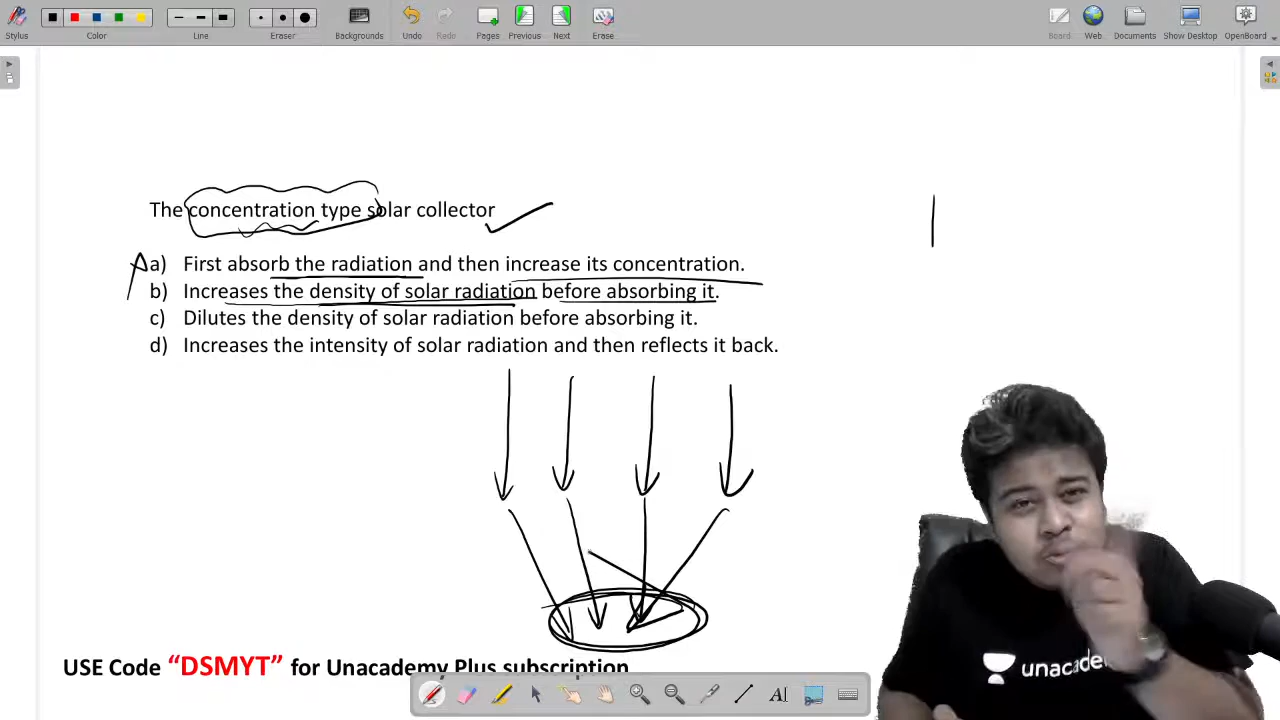 Stylus Color Line Eraser Backgrounds Undo Redo Pages Previous Next Erase Board Web Documents Show Desktop OpenBoard
The concentration type solar collector
a) First absorb the radiation and then increase its concentration.
b) Increases the density of solar radiation before absorbing it.
c) Dilutes the density of solar radiation before absorbing it.
d) Increases the intensity of solar radiation and then reflects it back.
USE Code “DSMYT” for Unacademy Plus subscription
unacade